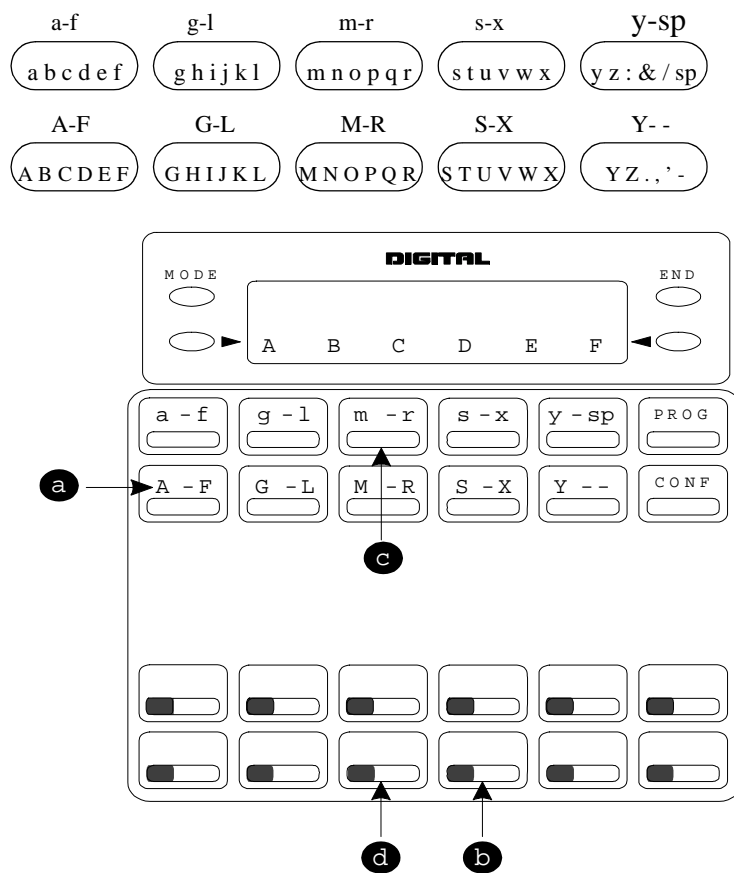 a-f g-l m-r s-x y-sp
a b c d e f g h i j k l m n o p q r s t u v w x y z : & / sp
A-F G-L M-R S-X Y- -
A B C D E F G H I J K L M N O P Q R S T U V W X Y Z . , ’ -
DIGITAL
MODE END
A B C D E F
a - f g - l m - r s - x y - sp PROG
a A - F G - L M - R S - X Y - - CONF
c
d b